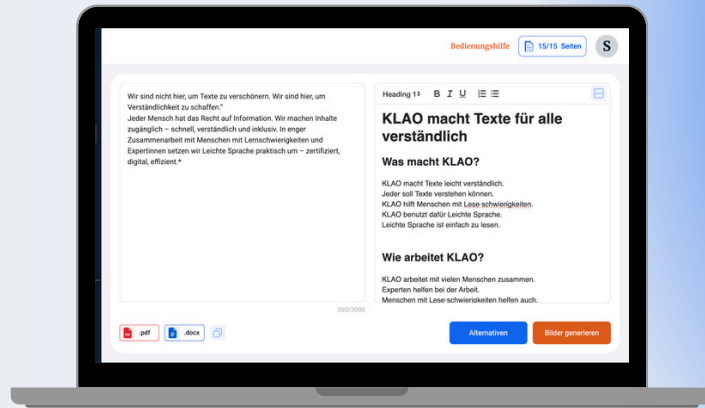 Bedienungshilfe
15/15 Seiten
S
Wir sind nicht hier, um Texte zu verschönern. Wir sind hier, um
Verständlichkeit zu schaffen."
Jeder Mensch hat das Recht auf Information. Wir machen Inhalte
zugänglich – schnell, verständlich und inklusiv. In enger
Zusammenarbeit mit Menschen mit Lernschwierigkeiten und
Expertinnen setzen wir Leichte Sprache praktisch um – zertifiziert,
digital, effizient.*
360/3000
.pdf
.docx
Heading 1
B I U
KLAO macht Texte für alle
verständlich
Was macht KLAO?
KLAO macht Texte leicht verständlich.
Jeder soll Texte verstehen können.
KLAO hilft Menschen mit Lese-schwierigkeiten.
KLAO benutzt dafür Leichte Sprache.
Leichte Sprache ist einfach zu lesen.
Wie arbeitet KLAO?
KLAO arbeitet mit vielen Menschen zusammen.
Experten helfen bei der Arbeit.
Menschen mit Lese-schwierigkeiten helfen auch.
Alternativen
Bilder generieren